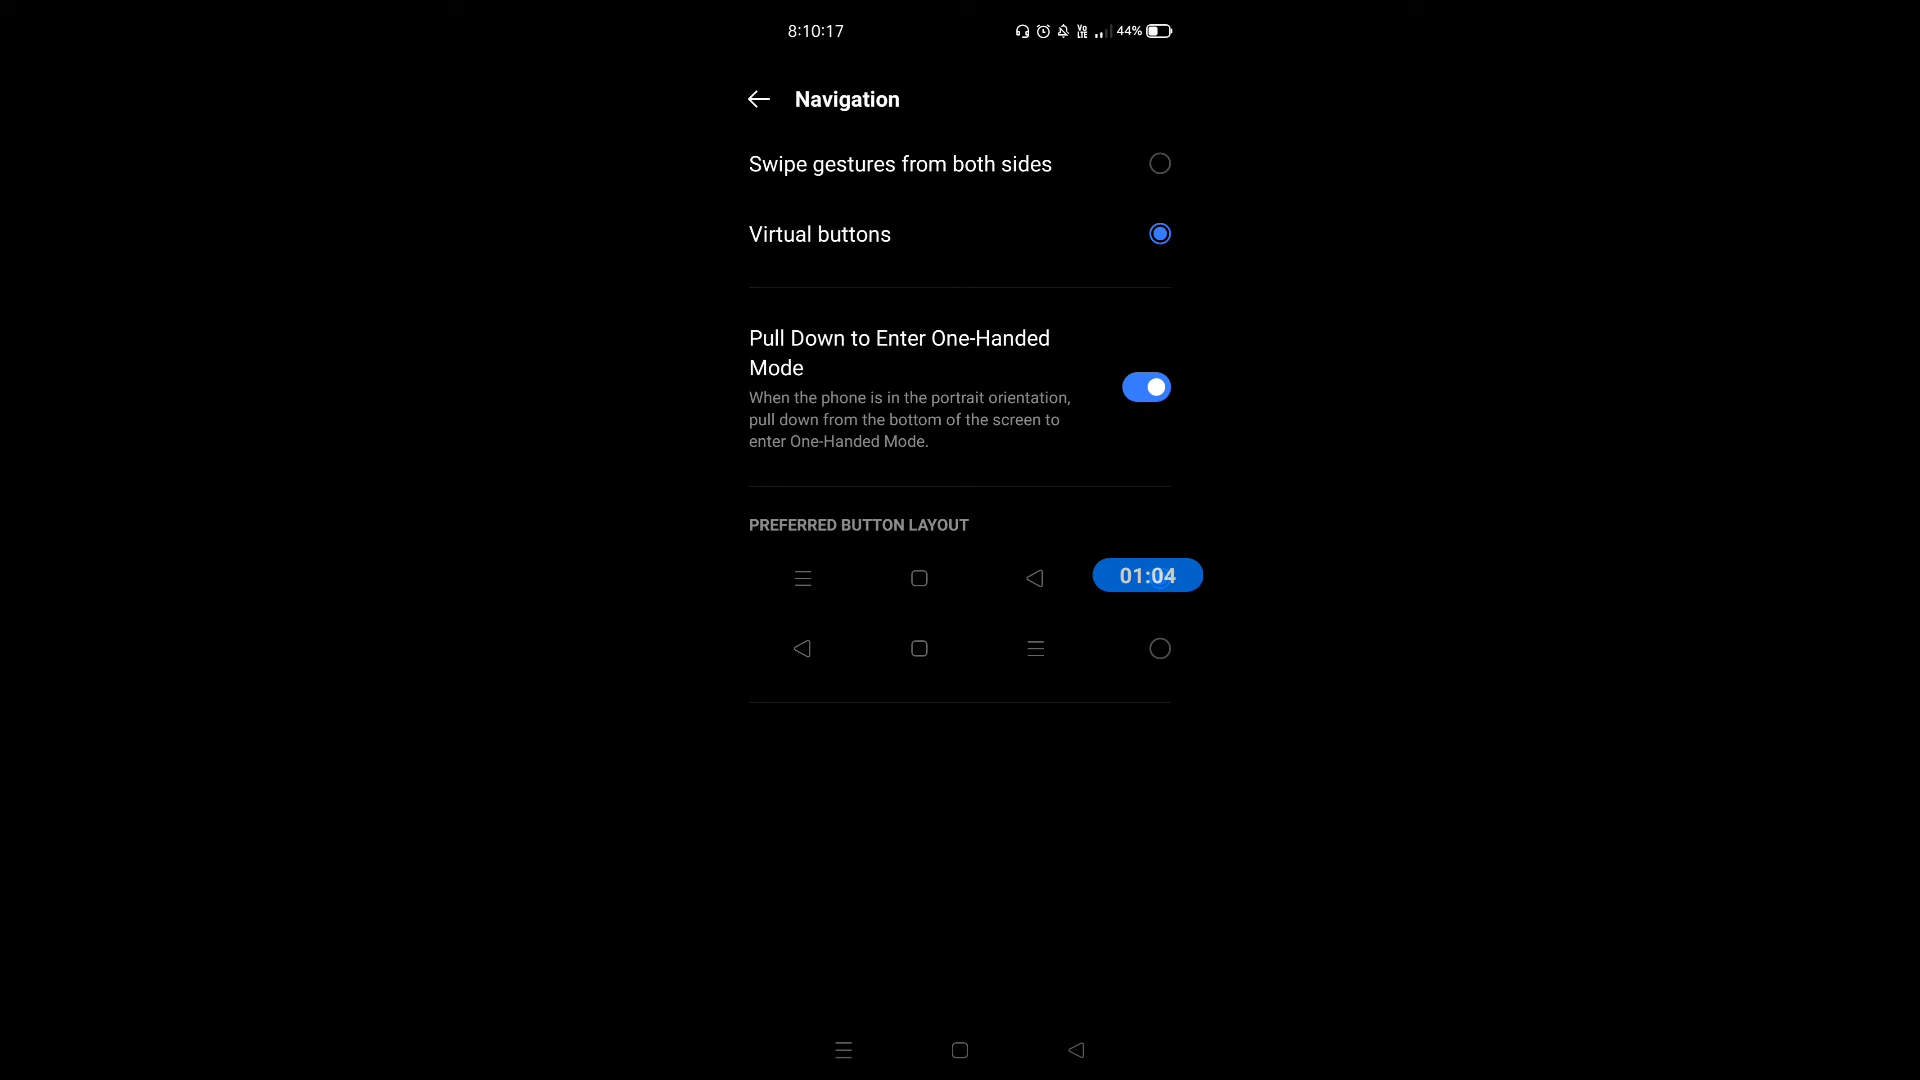 8:10:17
VO LTE 44%
Navigation
Swipe gestures from both sides
Virtual buttons
Pull Down to Enter One-Handed
Mode
When the phone is in the portrait orientation,
pull down from the bottom of the screen to
enter One-Handed Mode.
PREFERRED BUTTON LAYOUT
01:04